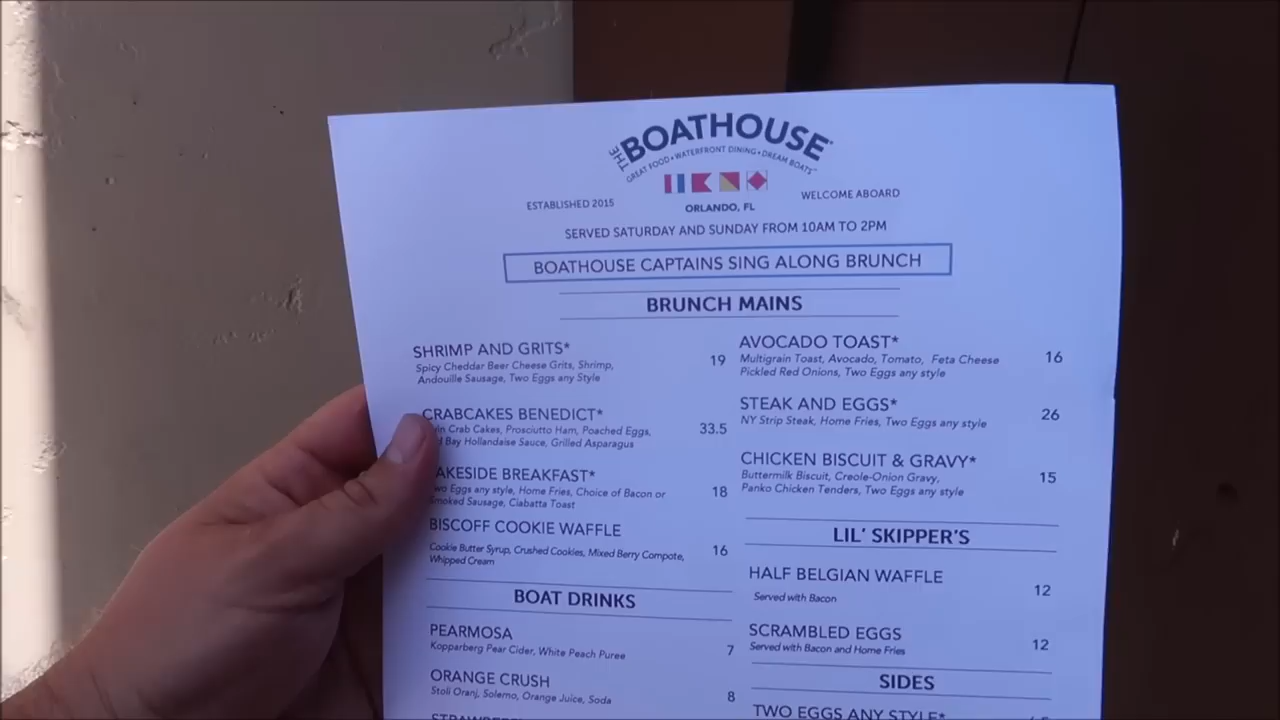 THE BOATHOUSE
GREAT FOOD • WATERFRONT DINING • DREAM BOATS
ESTABLISHED 2015
WELCOME ABOARD
ORLANDO, FL
SERVED SATURDAY AND SUNDAY FROM 10AM TO 2PM
BOATHOUSE CAPTAINS SING ALONG BRUNCH
BRUNCH MAINS
SHRIMP AND GRITS* 19
Spicy Cheddar Beer Cheese Grits, Shrimp,
Andouille Sausage, Two Eggs any Style
CRABCAKES BENEDICT*
Crab Cakes, Prosciutto Ham, Poached Eggs, 33.5
Bay Hollandaise Sauce, Grilled Asparagus
AKESIDE BREAKFAST*
wo Eggs any style, Home Fries, Choice of Bacon or 18
Smoked Sausage, Ciabatta Toast
BISCOFF COOKIE WAFFLE
Cookie Butter Syrup, Crushed Cookies, Mixed Berry Compote, 16
Whipped Cream
BOAT DRINKS
PEARMOSA
Kopparberg Pear Cider, White Peach Puree 7
ORANGE CRUSH
Stoli Oranj, Solerno, Orange Juice, Soda 8
AVOCADO TOAST*
Multigrain Toast, Avocado, Tomato, Feta Cheese 16
Pickled Red Onions, Two Eggs any style
STEAK AND EGGS*
NY Strip Steak, Home Fries, Two Eggs any style 26
CHICKEN BISCUIT & GRAVY*
Buttermilk Biscuit, Creole-Onion Gravy, 15
Panko Chicken Tenders, Two Eggs any style
LIL' SKIPPER'S
HALF BELGIAN WAFFLE 12
Served with Bacon
SCRAMBLED EGGS 12
Served with Bacon and Home Fries
SIDES
TWO EGGS ANY STYLE*